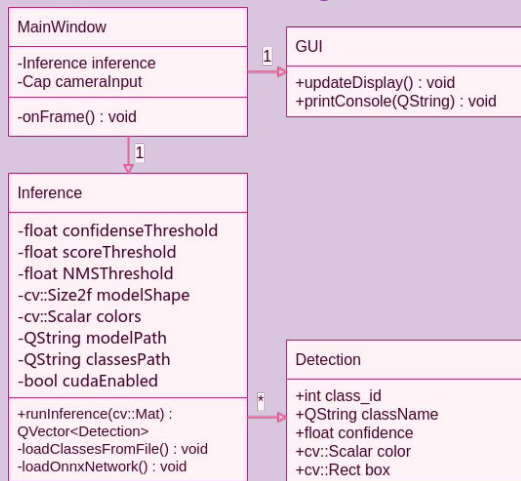 MainWindow
-Inference inference
-Cap cameraInput
-onFrame() : void
1
GUI
+updateDisplay() : void
+printConsole(QString) : void
1
Inference
-float confidenseThreshold
-float scoreThreshold
-float NMSThreshold
-cv::Size2f modelShape
-cv::Scalar colors
-QString modelPath
-QString classesPath
-bool cudaEnabled
+runInference(cv::Mat) :
QVector<Detection>
-loadClassesFromFile() : void
-loadOnnxNetwork() : void
*
Detection
+int class_id
+QString className
+float confidence
+cv::Scalar color
+cv::Rect box